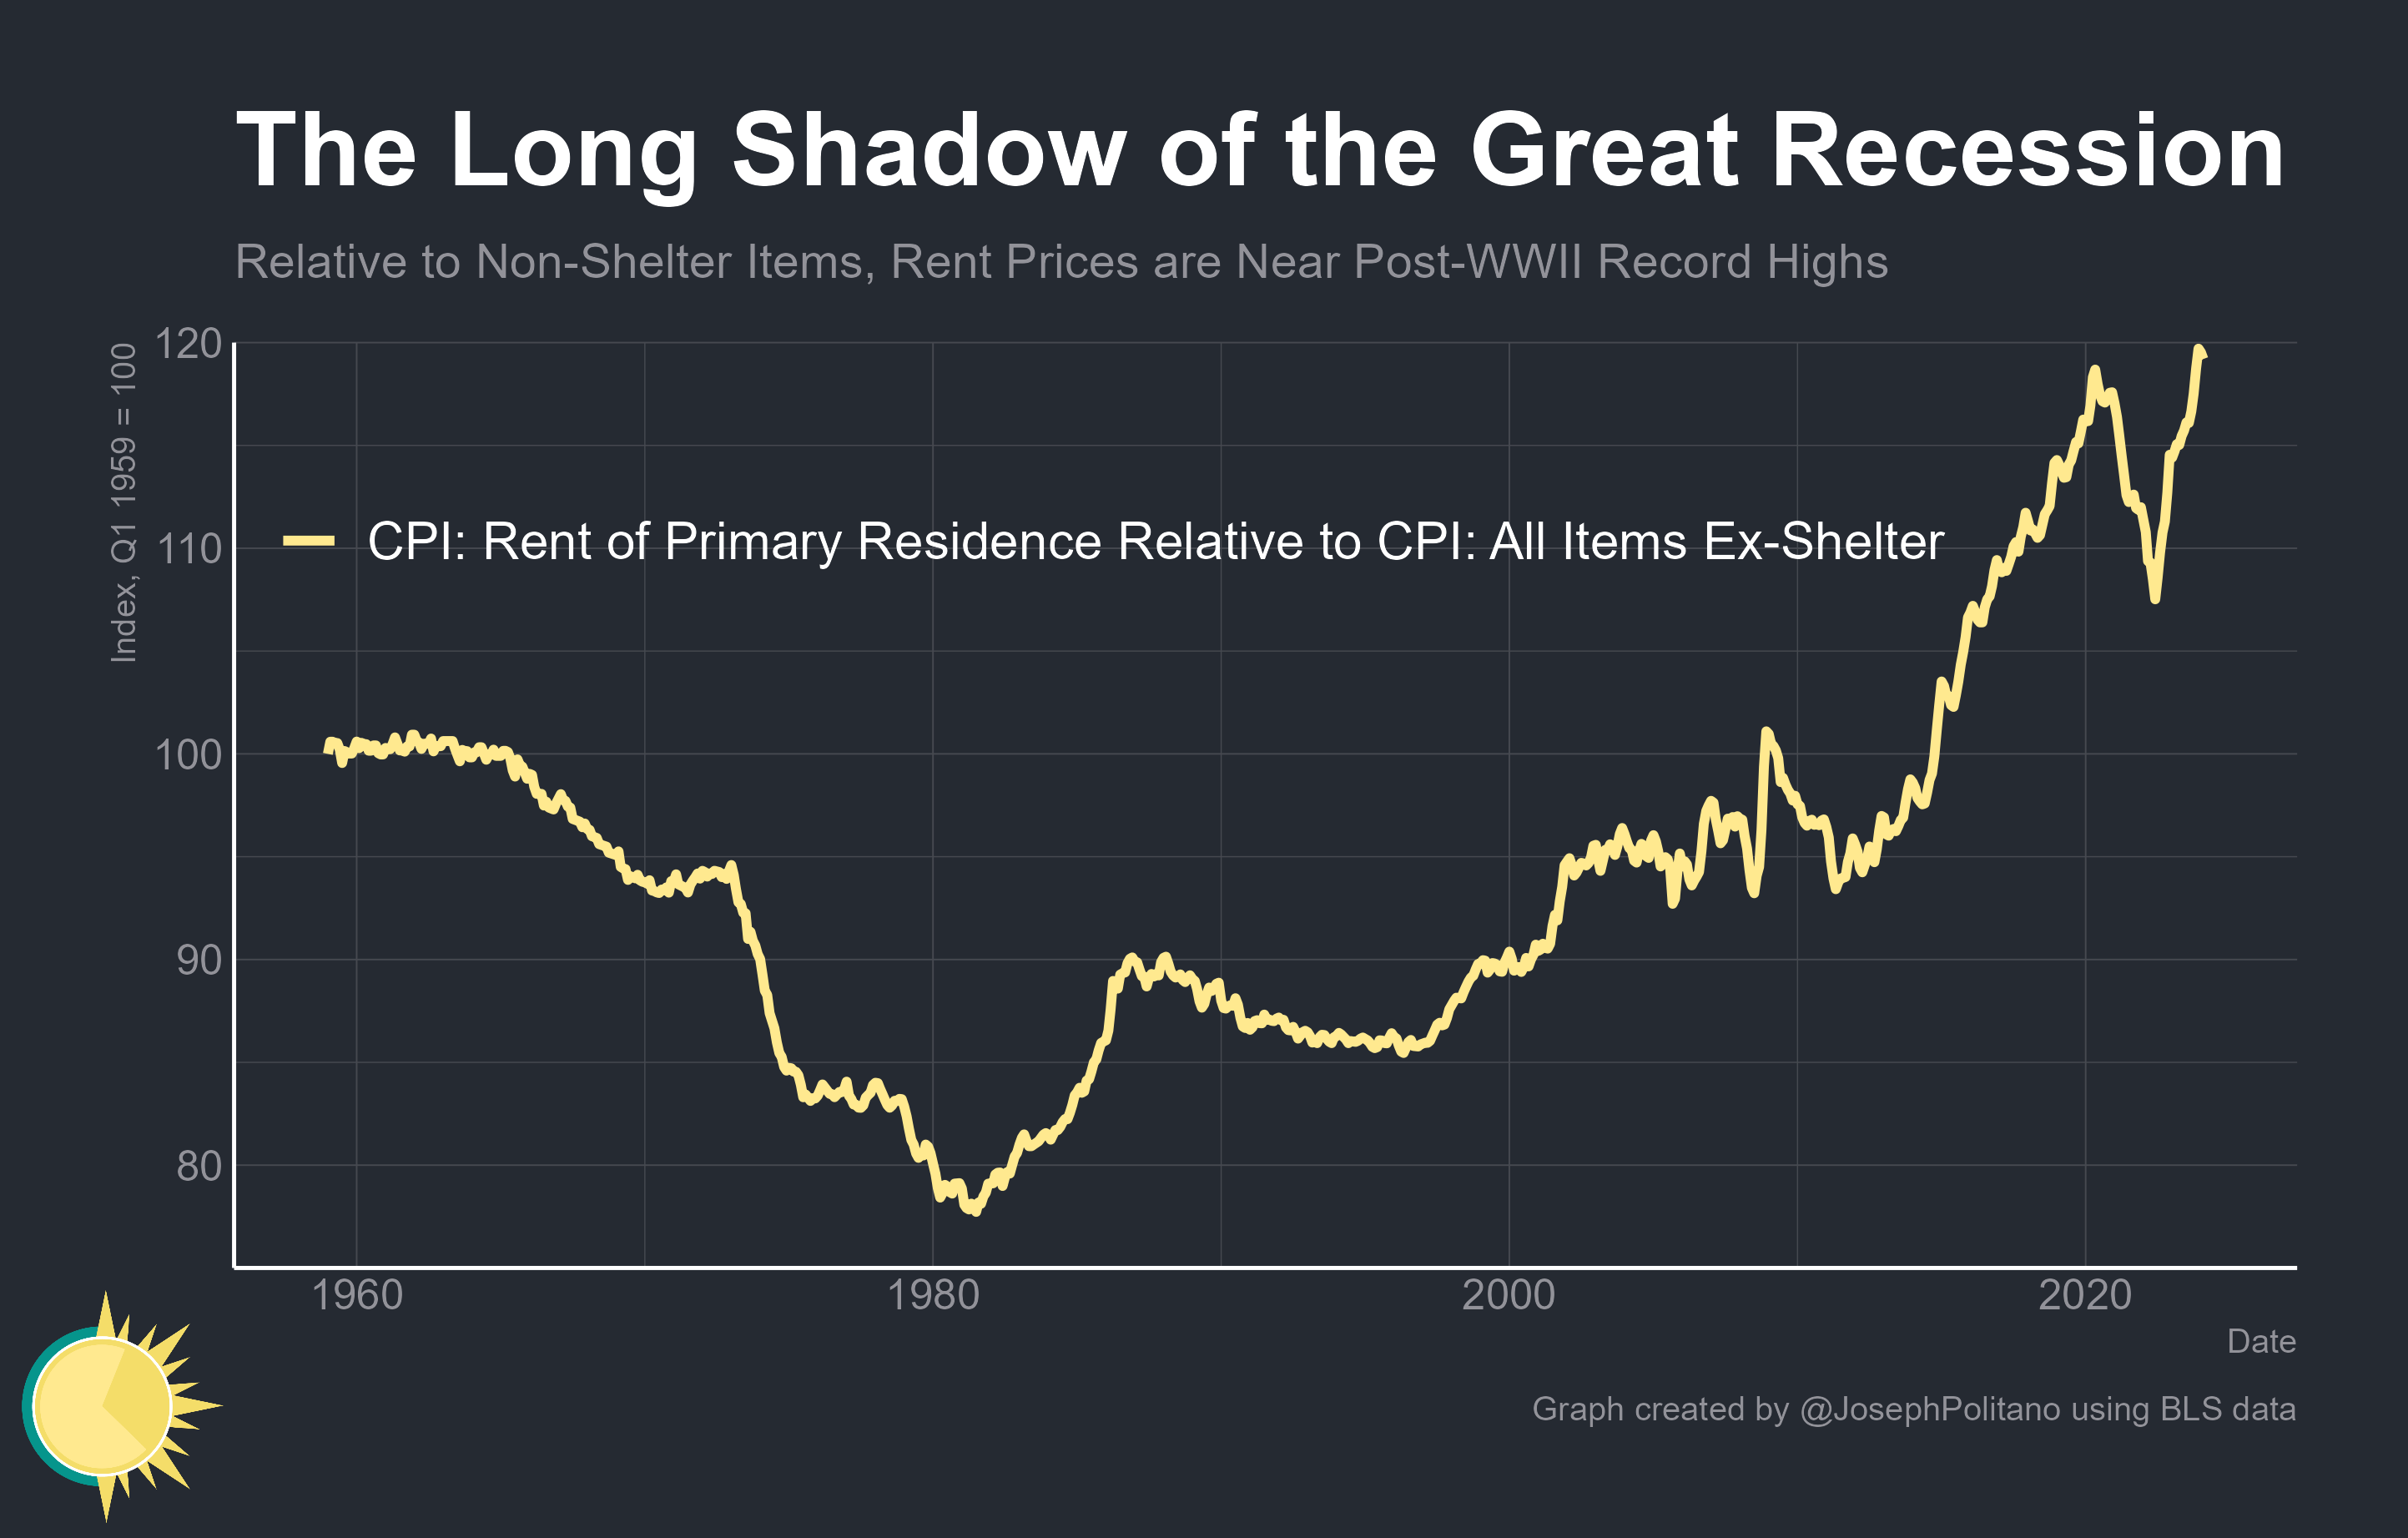 The Long Shadow of the Great Recession
Relative to Non-Shelter Items, Rent Prices are Near Post-WWII Record Highs
Index, Q1 1959 = 100
120
110
100
90
80
CPI: Rent of Primary Residence Relative to CPI: All Items Ex-Shelter
1960 1980 2000 2020
Date
Graph created by @JosephPolitano using BLS data